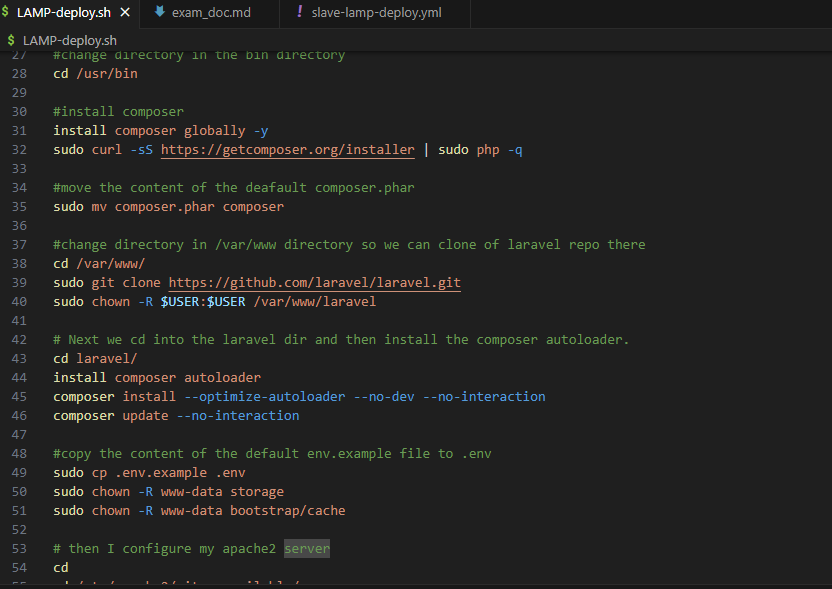 $ LAMP-deploy.sh ✕ exam_doc.md ! slave-lamp-deploy.yml
$ LAMP-deploy.sh
27 #change directory in the bin directory
28 cd /usr/bin
29
30 #install composer
31 install composer globally -y
32 sudo curl -sS https://getcomposer.org/installer | sudo php -q
33
34 #move the content of the deafault composer.phar
35 sudo mv composer.phar composer
36
37 #change directory in /var/www directory so we can clone of laravel repo there
38 cd /var/www/
39 sudo git clone https://github.com/laravel/laravel.git
40 sudo chown -R $USER:$USER /var/www/laravel
41
42 # Next we cd into the laravel dir and then install the composer autoloader.
43 cd laravel/
44 install composer autoloader
45 composer install --optimize-autoloader --no-dev --no-interaction
46 composer update --no-interaction
47
48 #copy the content of the default env.example file to .env
49 sudo cp .env.example .env
50 sudo chown -R www-data storage
51 sudo chown -R www-data bootstrap/cache
52
53 # then I configure my apache2 server
54 cd